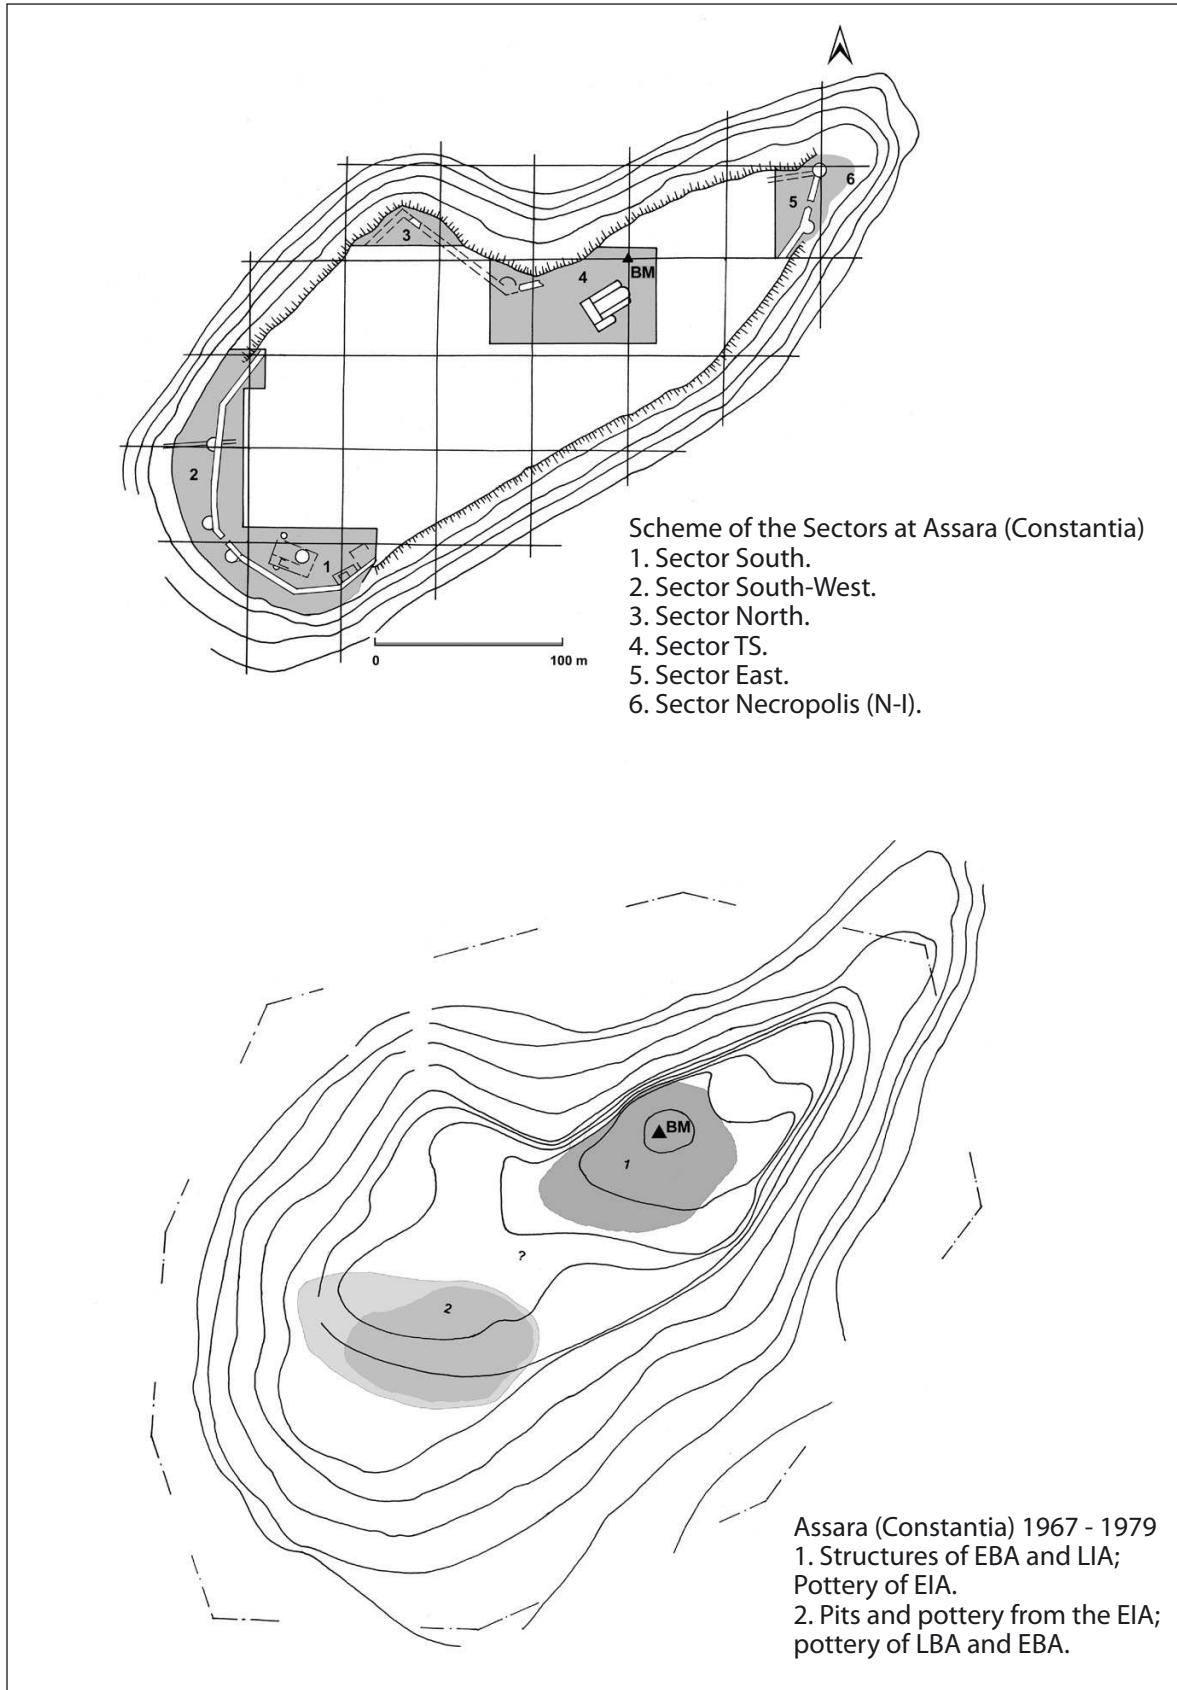 6
5
3
4
BM
2
1
0
100 m
Scheme of the Sectors at Assara (Constantia)
1. Sector South.
2. Sector South-West.
3. Sector North.
4. Sector TS.
5. Sector East.
6. Sector Necropolis (N-I).
BM
1
?
2
Assara (Constantia) 1967 - 1979
1. Structures of EBA and LIA;
Pottery of EIA.
2. Pits and pottery from the EIA;
pottery of LBA and EBA.